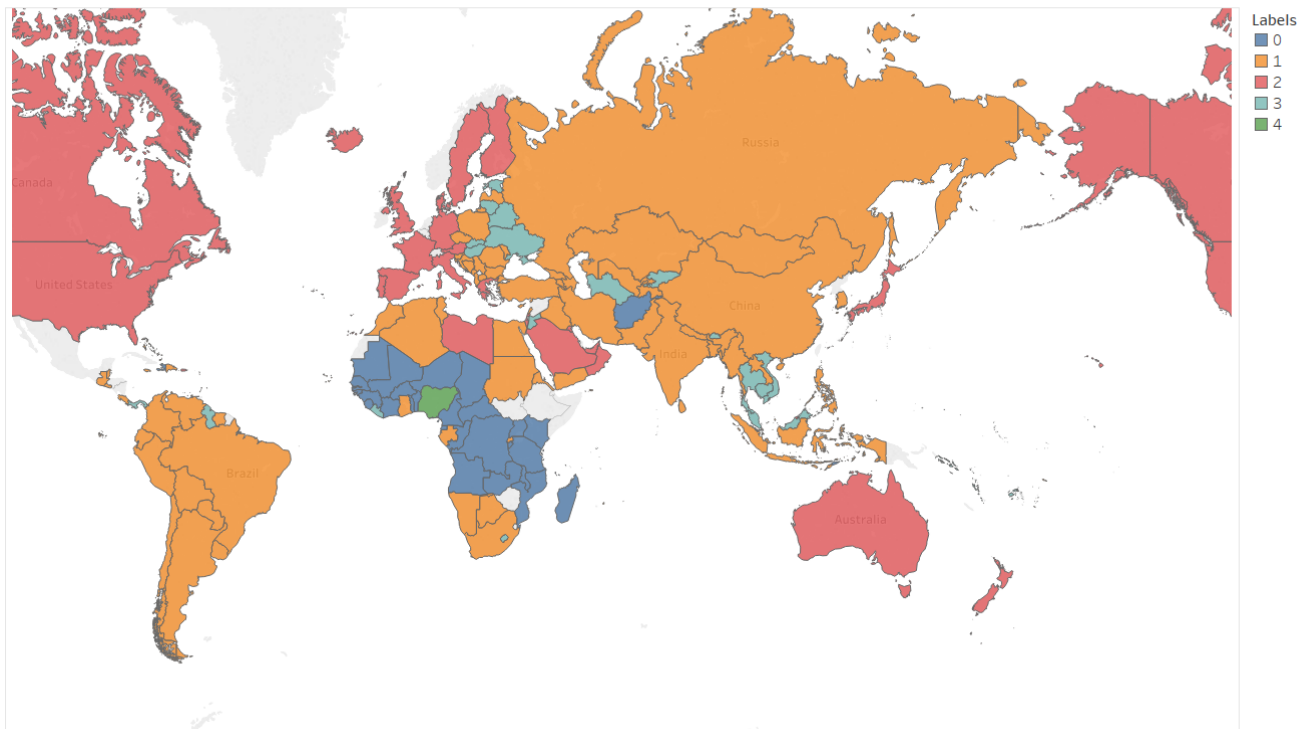 Labels
0
1
2
3
4
Russia
Canada
United States
China
India
Brazil
Australia